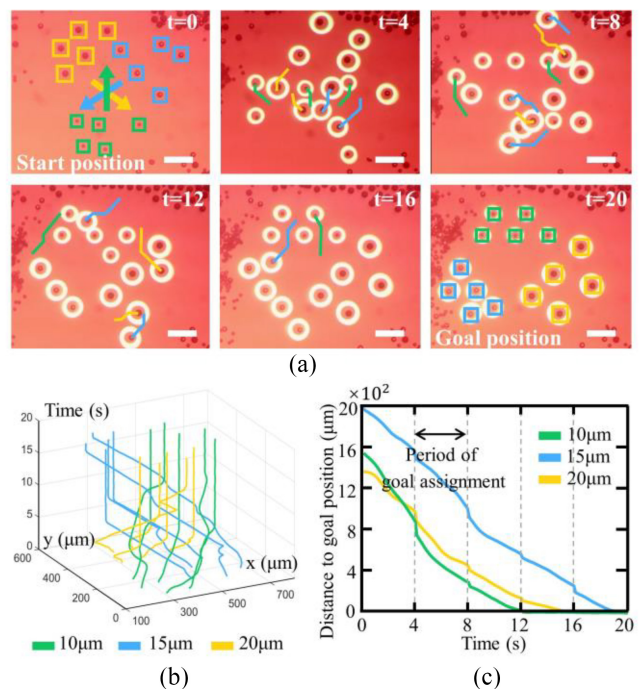 t=0
t=4
t=8
Start position
t=12
t=16
t=20
Goal position
(a)
Time (s)
20
15
10
5
0
y (μm)
600
400
200
0
x (μm)
100
300
500
700
10μm
15μm
20μm
(b)
×10²
Distance to goal position (μm)
20
16
12
8
4
0
Period of
goal assignment
10μm
15μm
20μm
0
4
8
12
16
20
Time (s)
(c)